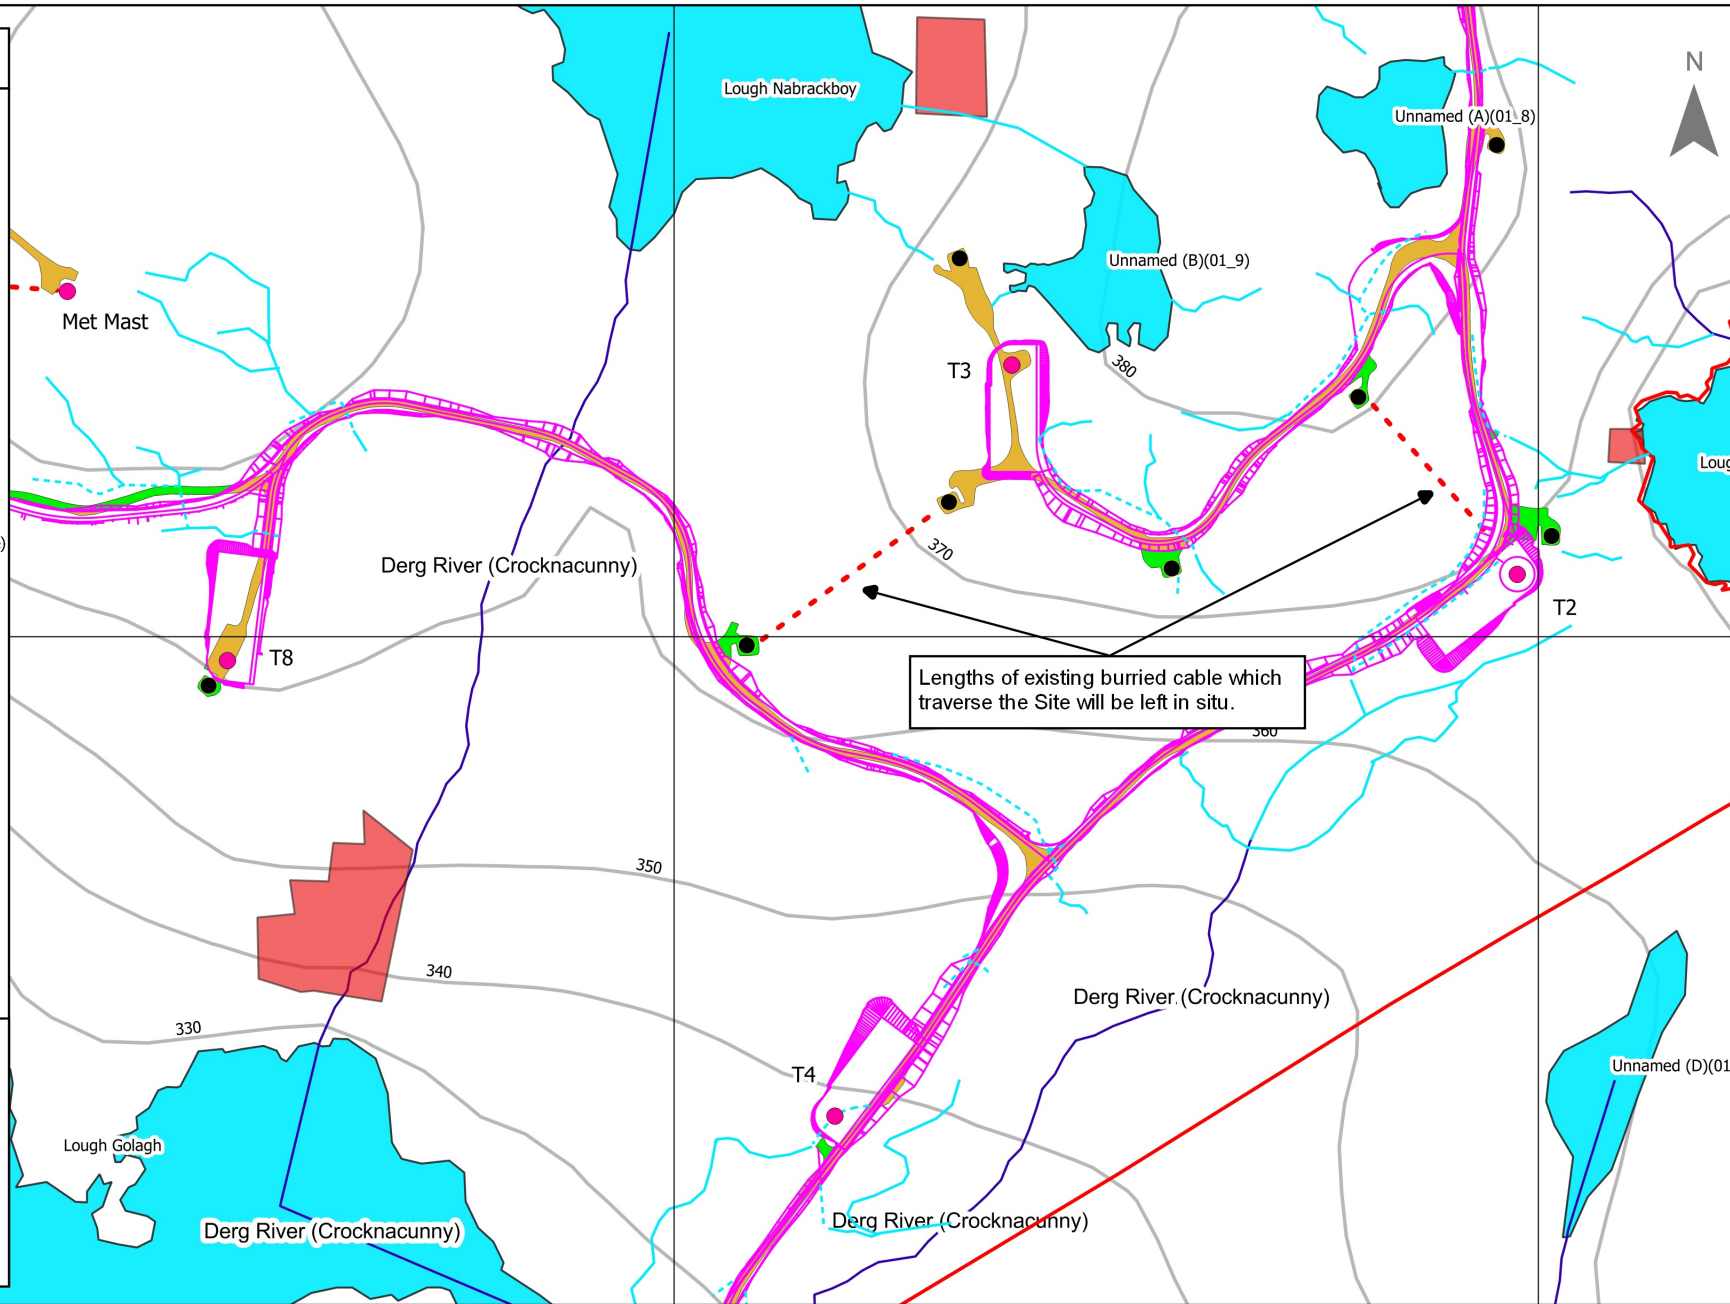 N
Lough Nabrackboy
Unnamed (A)(01_8)
Unnamed (B)(01_9)
Met Mast
T3
380
370
Derg River (Crocknacunny)
T2
T8
Lengths of existing burried cable which
traverse the Site will be left in situ.
360
350
340
330
Derg River (Crocknacunny)
T4
Unnamed (D)(01
Lough Golagh
Derg River (Crocknacunny)
Derg River (Crocknacunny)
Loug
)